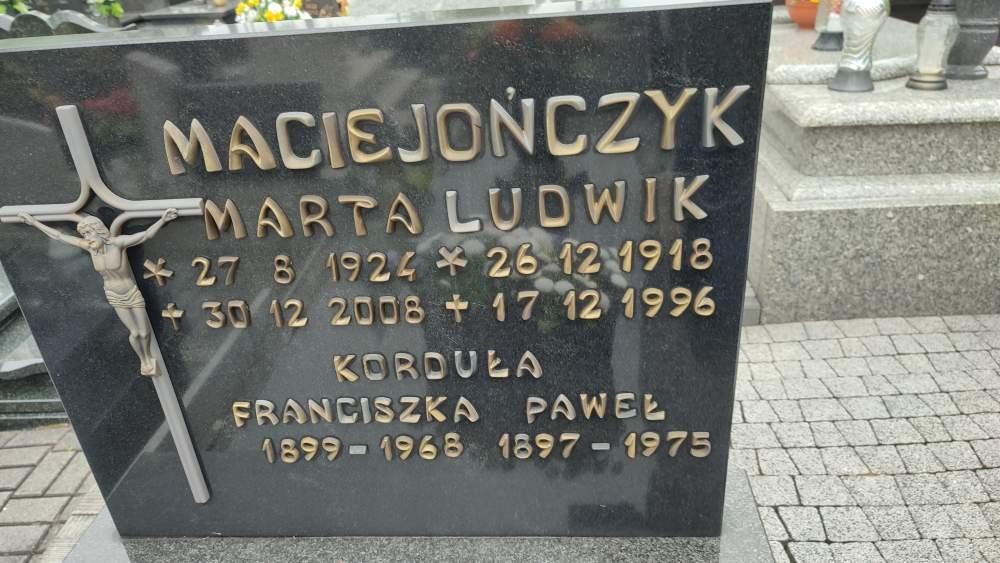 MACIEJOŃCZYK
MARTA LUDWIK
* 27 8 1924 * 26 12 1918
+ 30 12 2008 + 17 12 1996
KORDUŁA
FRANCISZKA PAWEŁ
1899 - 1968 1897 - 1975